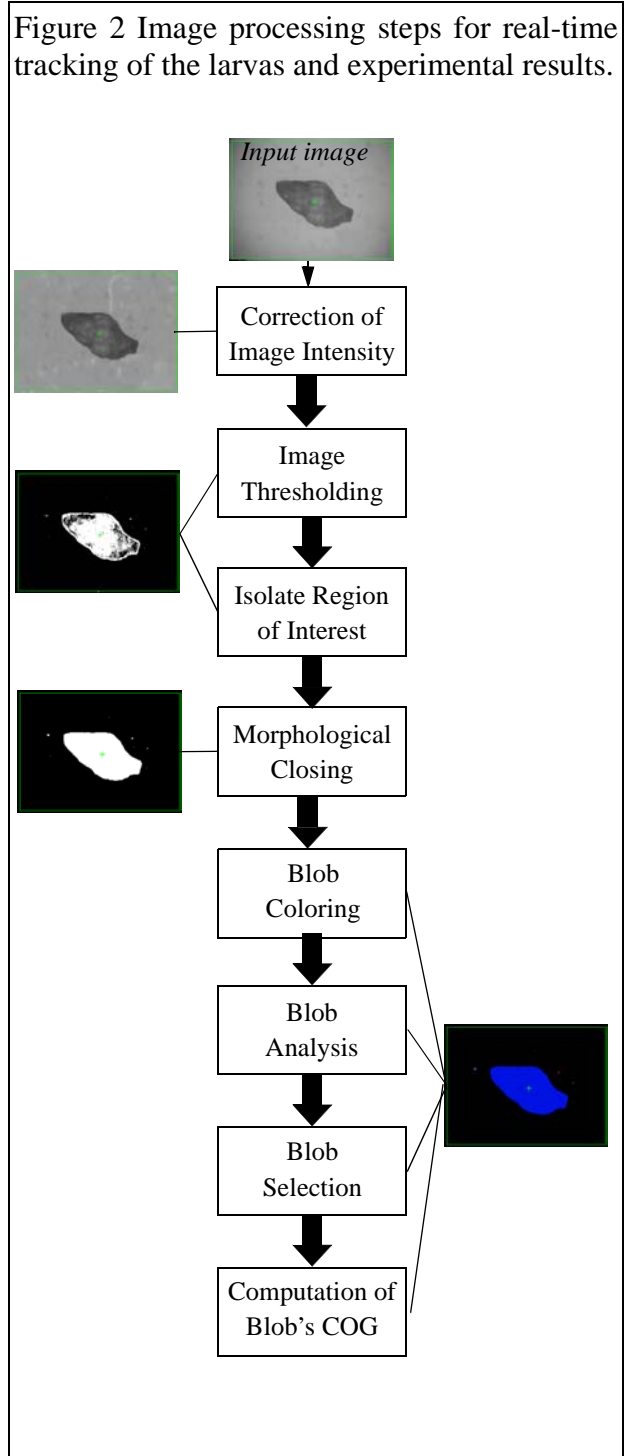 Figure 2 Image processing steps for real-time
tracking of the larvas and experimental results.
Input image
Correction of
Image Intensity
Image
Thresholding
Isolate Region
of Interest
Morphological
Closing
Blob
Coloring
Blob
Analysis
Blob
Selection
Computation of
Blob's COG